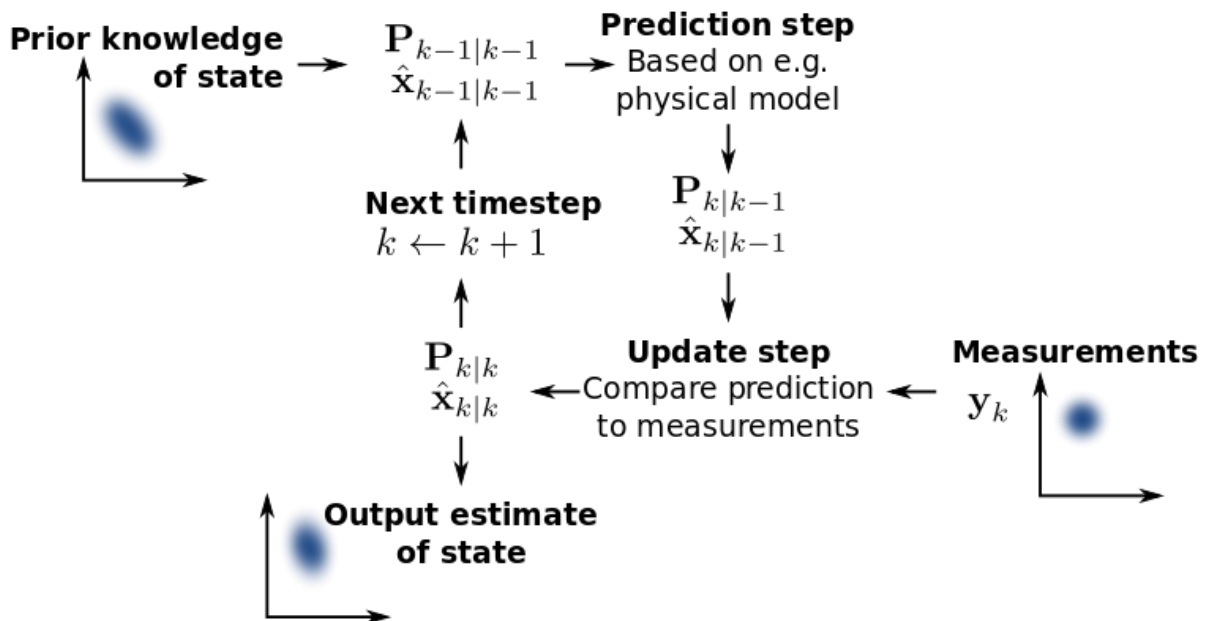 Prior knowledge
of state
P_{k−1|k−1}
x̂_{k−1|k−1}
Prediction step
Based on e.g.
physical model
P_{k|k−1}
x̂_{k|k−1}
Next timestep
k ← k + 1
Update step
Compare prediction
to measurements
Measurements
y_k
P_{k|k}
x̂_{k|k}
Output estimate
of state